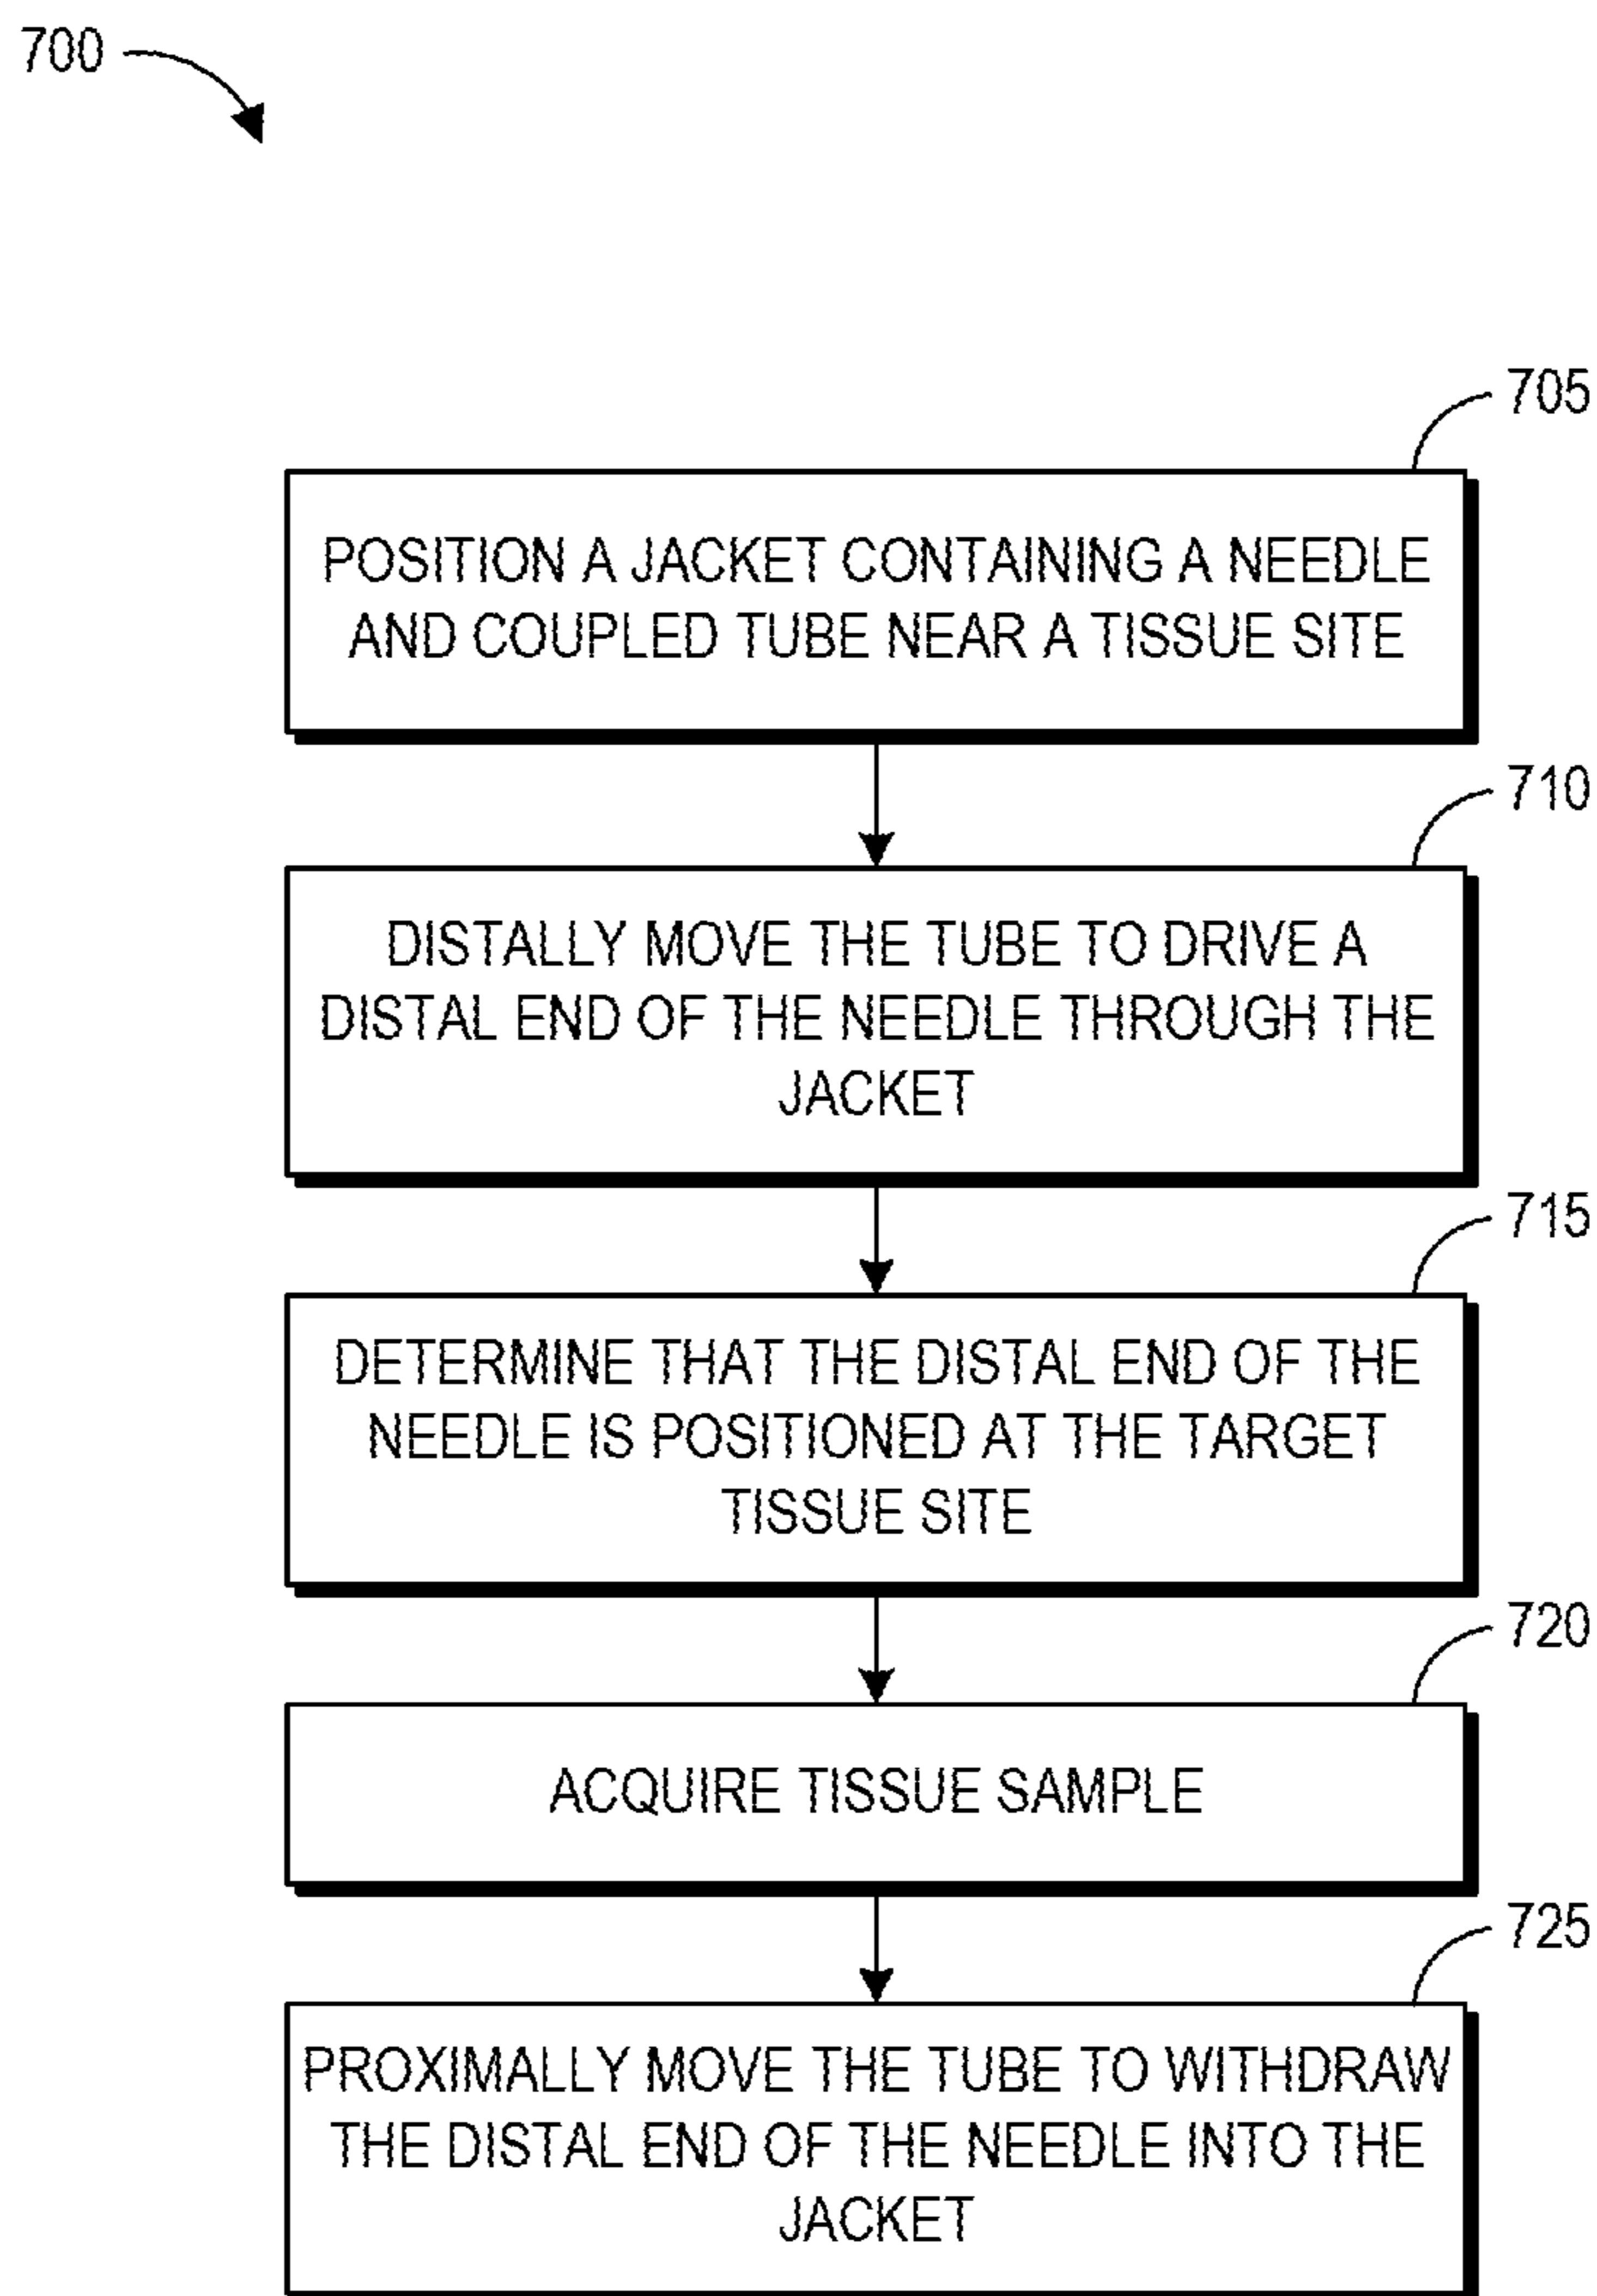 700
705
POSITION A JACKET CONTAINING A NEEDLE
AND COUPLED TUBE NEAR A TISSUE SITE
710
DISTALLY MOVE THE TUBE TO DRIVE A
DISTAL END OF THE NEEDLE THROUGH THE
JACKET
715
DETERMINE THAT THE DISTAL END OF THE
NEEDLE IS POSITIONED AT THE TARGET
TISSUE SITE
720
ACQUIRE TISSUE SAMPLE
725
PROXIMALLY MOVE THE TUBE TO WITHDRAW
THE DISTAL END OF THE NEEDLE INTO THE
JACKET